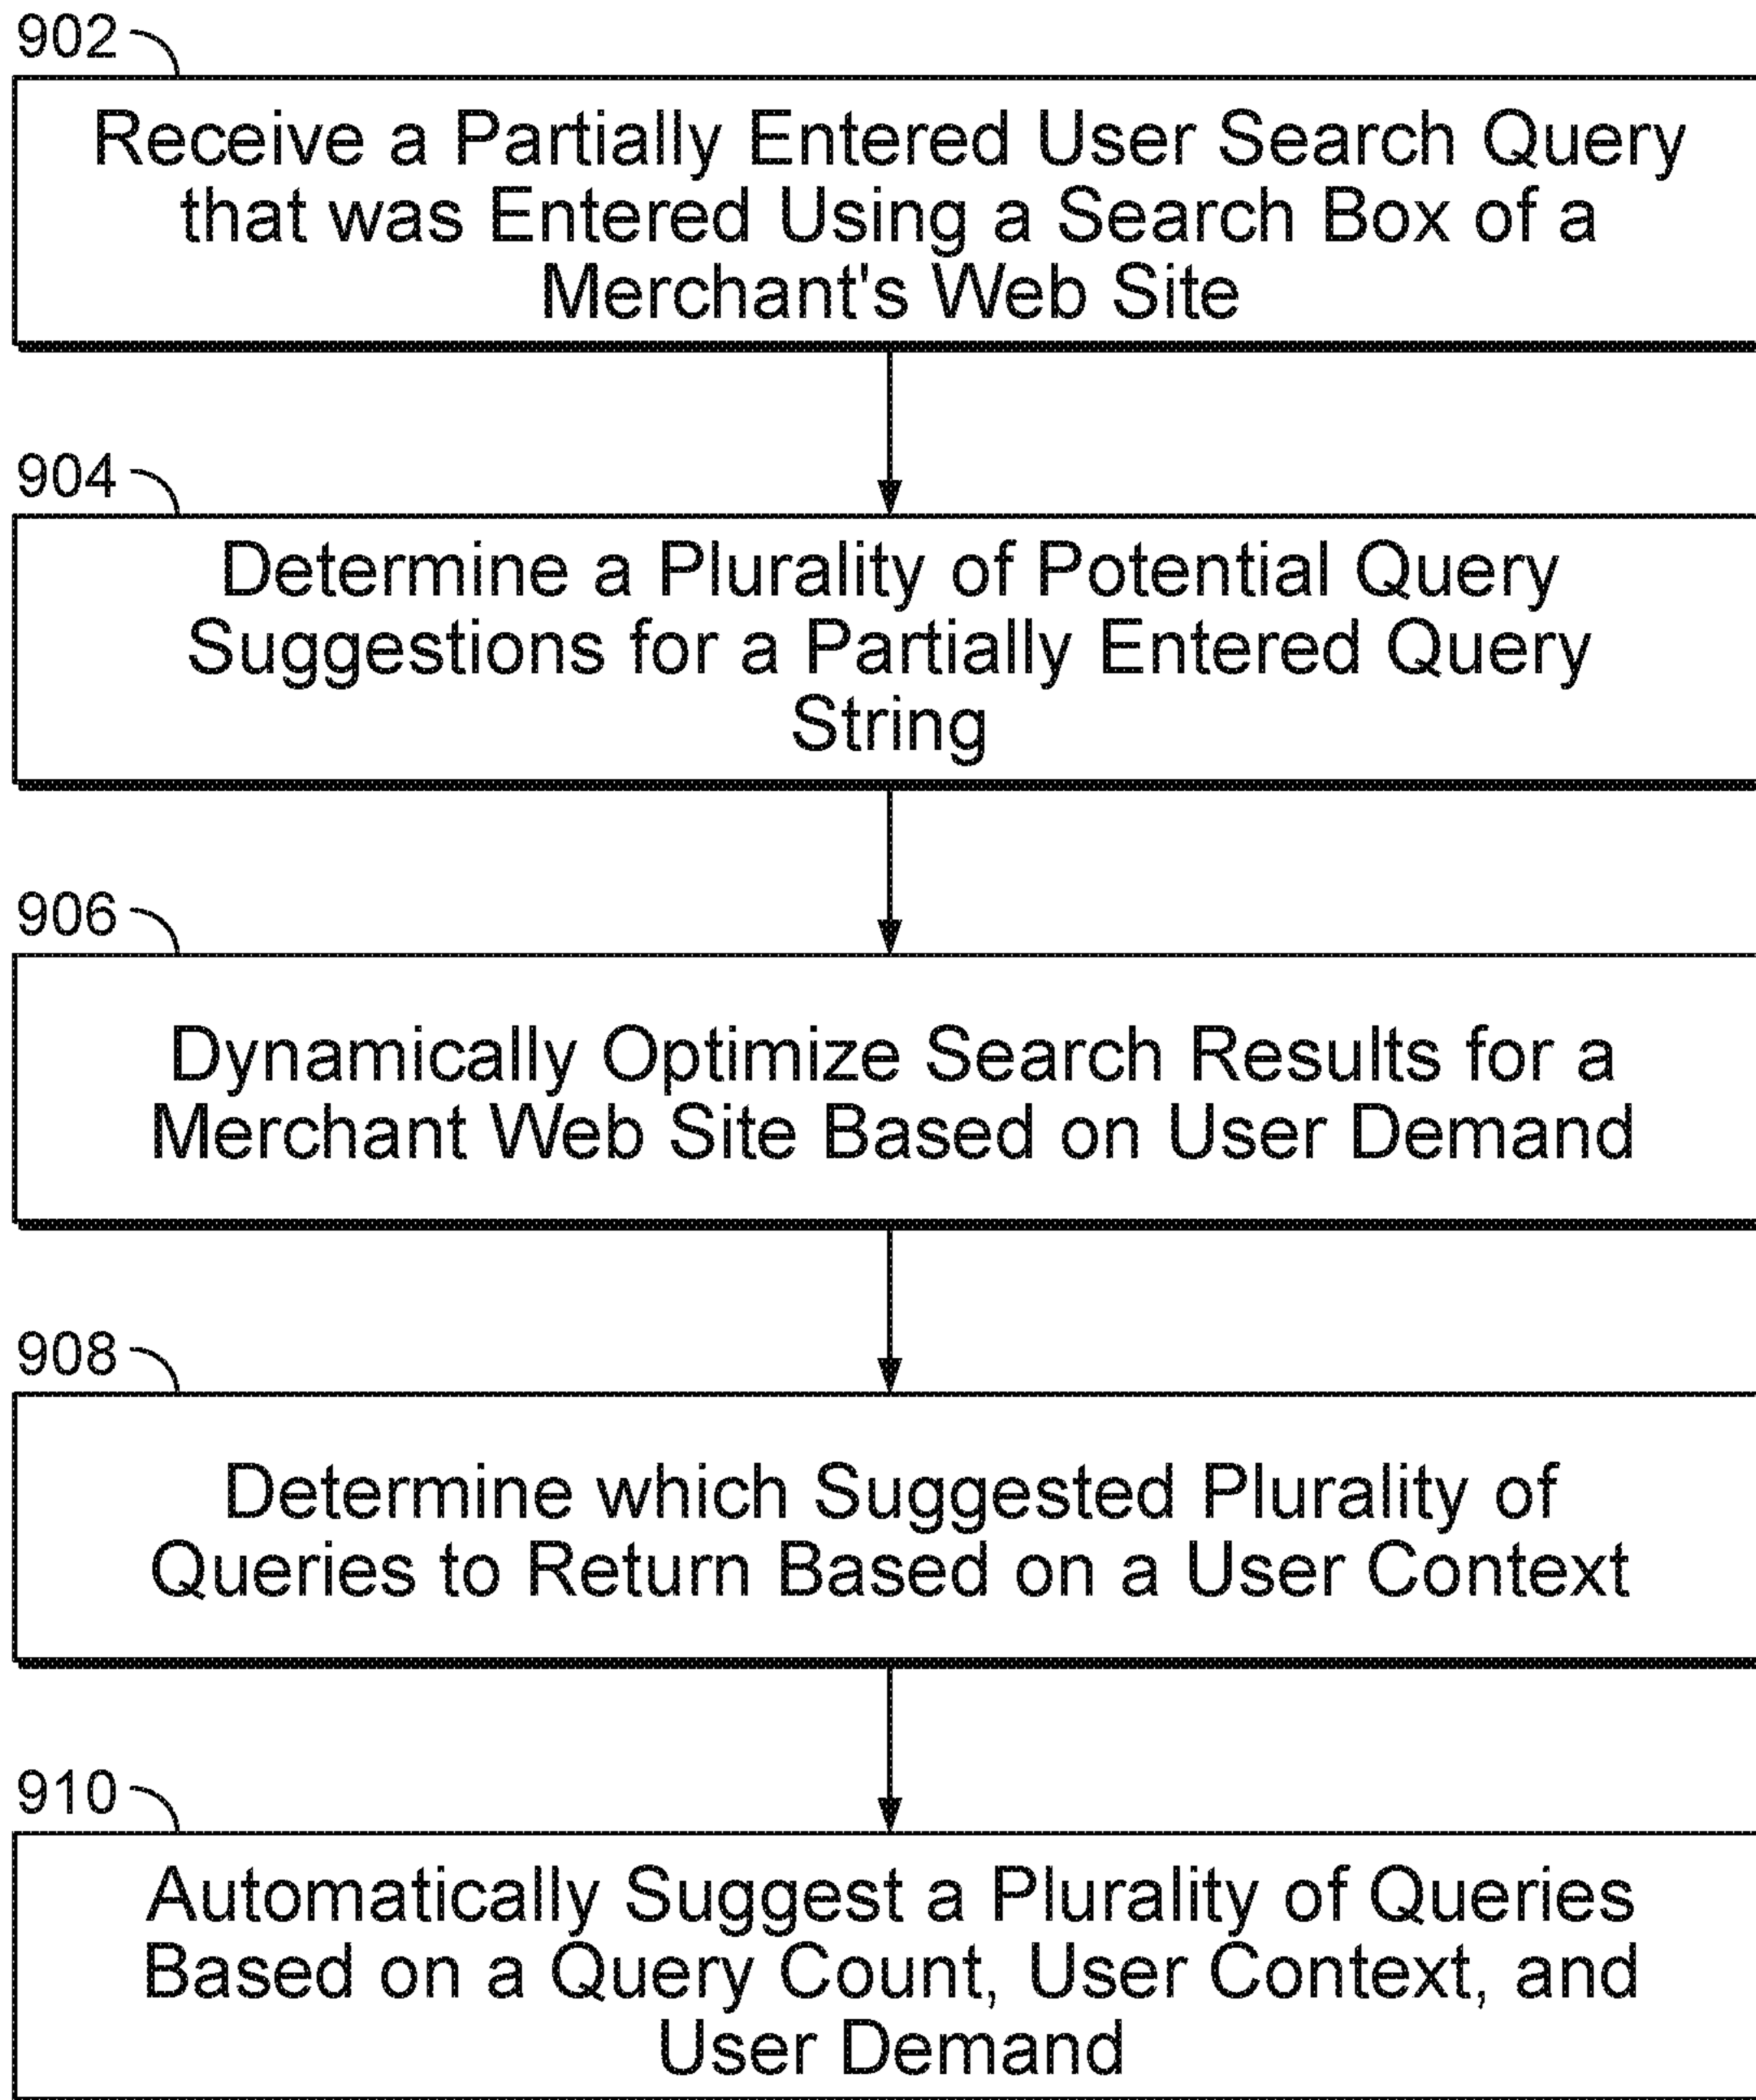 902
Receive a Partially Entered User Search Query
that was Entered Using a Search Box of a
Merchant's Web Site
904
Determine a Plurality of Potential Query
Suggestions for a Partially Entered Query
String
906
Dynamically Optimize Search Results for a
Merchant Web Site Based on User Demand
908
Determine which Suggested Plurality of
Queries to Return Based on a User Context
910
Automatically Suggest a Plurality of Queries
Based on a Query Count, User Context, and
User Demand